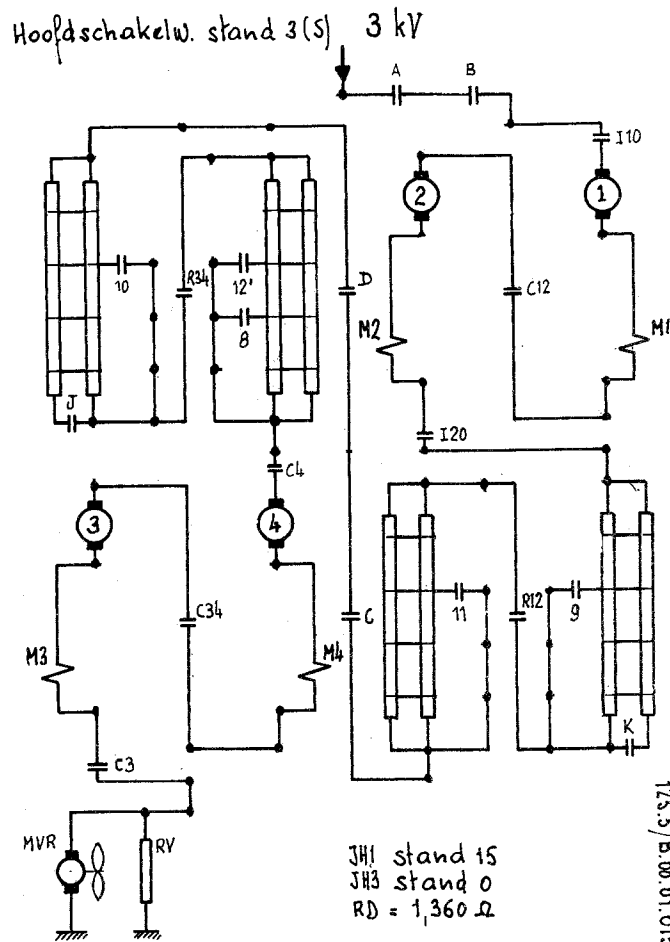 Hoofdschakelw. stand 3(S) 3 kV
A
B
I10
2
1
10
R34
12'
8
D
C12
M2
M1
J
I20
C4
3
4
C34
11
R12
9
C
M3
M4
K
C3
MVR
RV
JH1 stand 15
JH3 stand 0
RD = 1,360 Ω